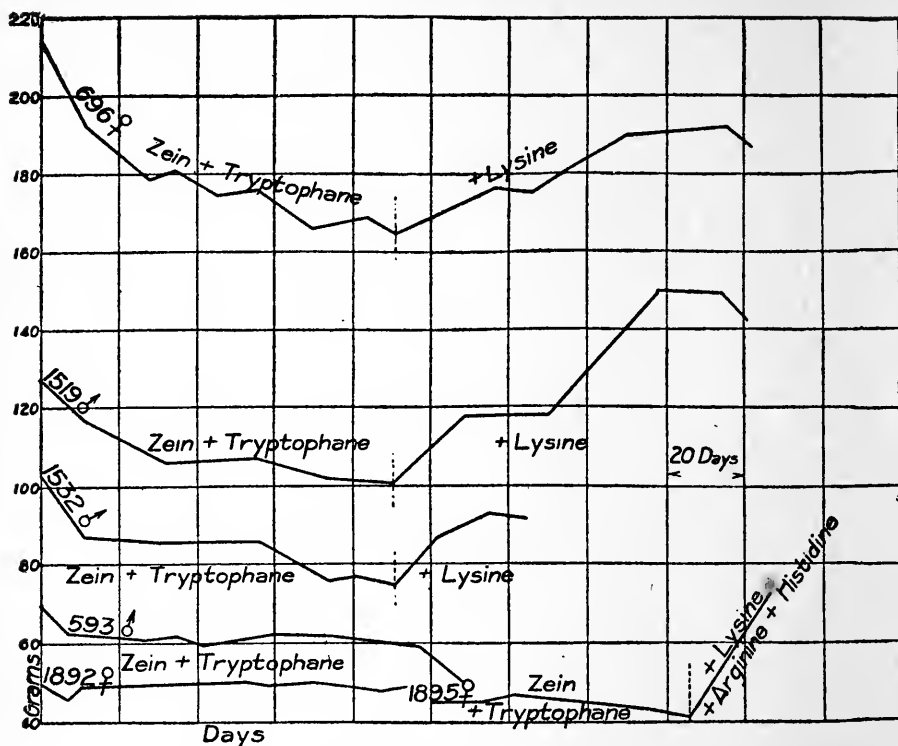 220
200
696♀
Zein + Tryptophane
+ Lysine
180
160
140
1519♂
120
Zein + Tryptophane
+ Lysine
20 Days
100
1532♂
80
Zein + Tryptophane
+ Lysine
593♂
60
Zein + Tryptophane
1892♀
1895♀
Zein
+ Tryptophane
+ Lysine
+ Arginine + Histidine
40
Grams
Days